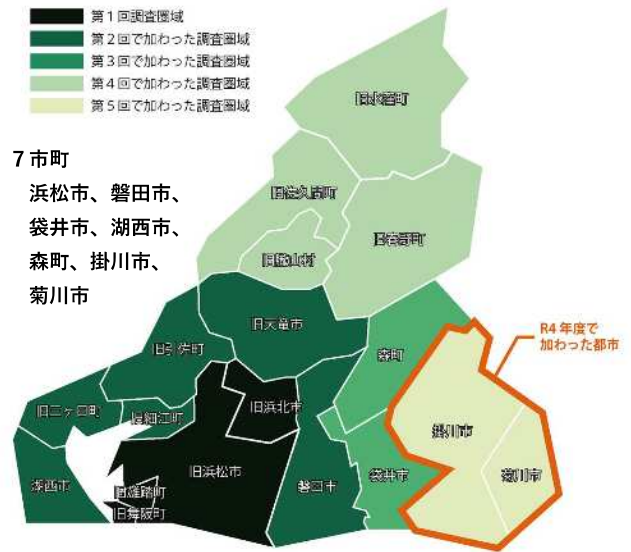 第1回調査圏域
第2回で加わった調査圏域
第3回で加わった調査圏域
第4回で加わった調査圏域
第5回で加わった調査圏域
7市町
浜松市、磐田市、
袋井市、湖西市、
森町、掛川市、
菊川市
旧水窪町
旧佐久間町
旧春野町
旧龍山村
旧天竜市
R4年度で
加わった都市
旧引佐町
森町
旧三ヶ日町
旧細江町
旧浜北市
掛川市
旧浜松市
湖西市
旧雄踏町
磐田市
袋井市
菊川市
旧舞阪町